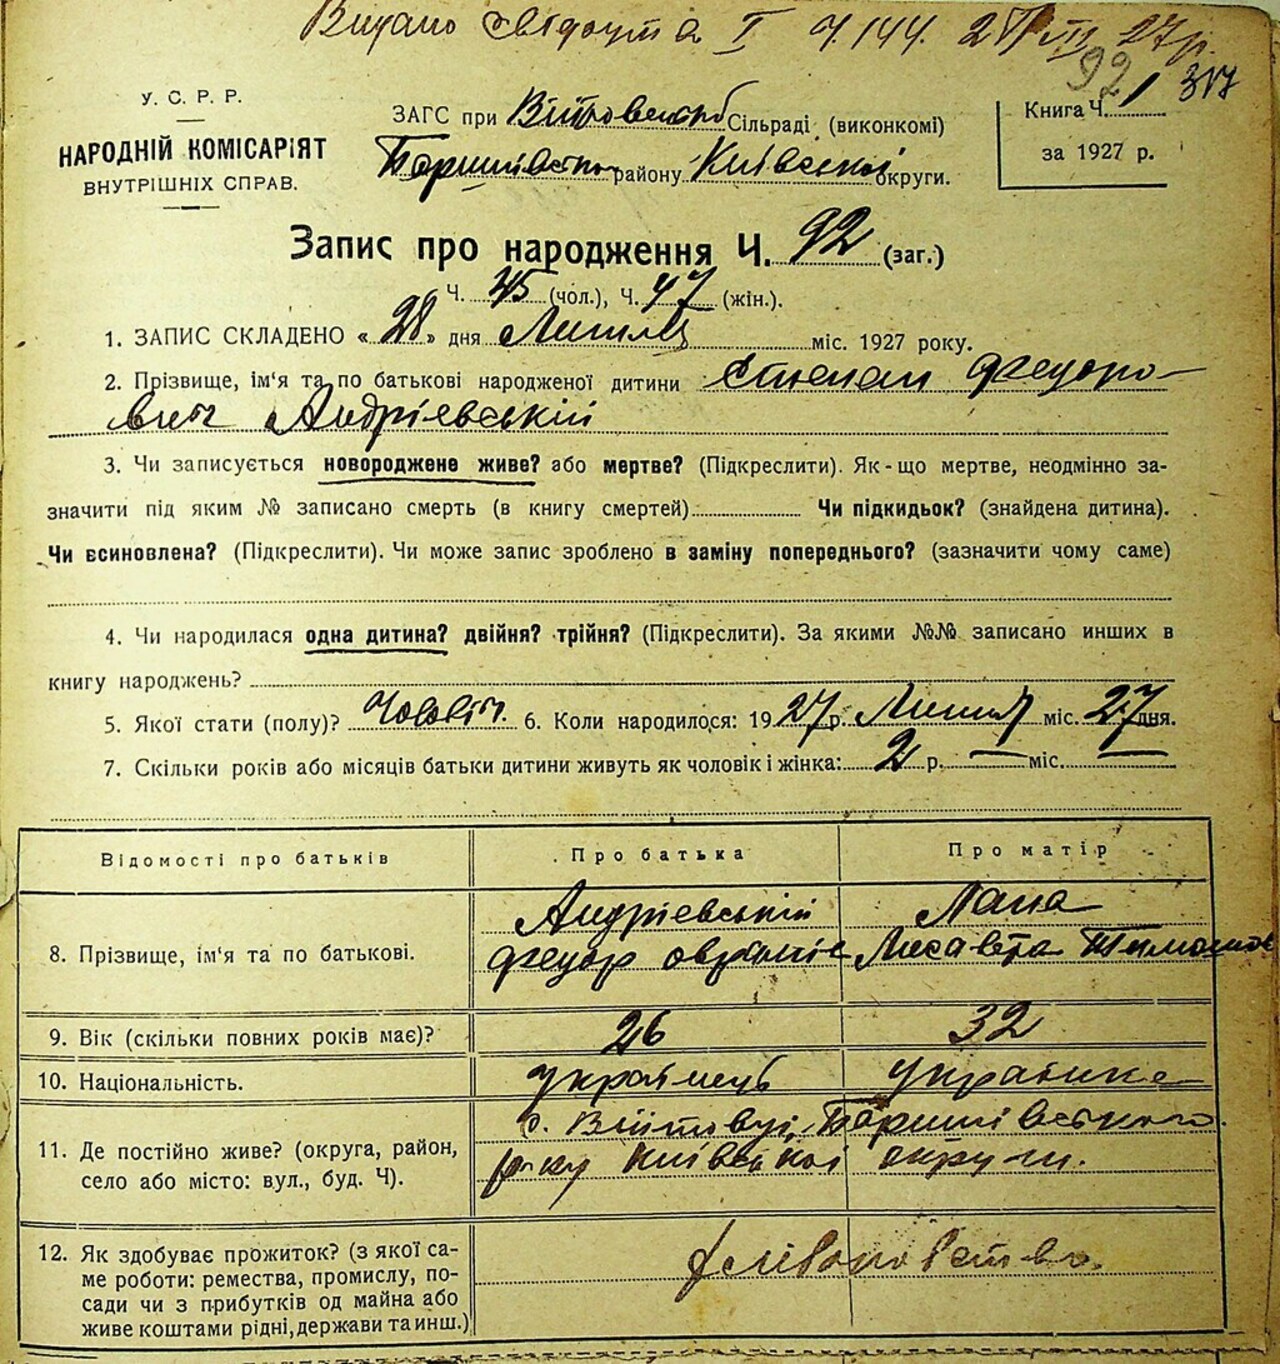 Видано свідоцта I ч. 144. 27 р.
92
317
У. С. Р. Р.
НАРОДНІЙ КОМІСАРІЯТ
ВНУТРІШНІХ СПРАВ.
ЗАГС при Війтовской Сільраді (виконкомі)
Баришівського району Київської округи.
Книга Ч. 1
за 1927 р.
Запис про народження Ч. 92 (заг.)
Ч. 45 (чол.), Ч. 47 (жін.).
1. ЗАПИС СКЛАДЕНО « 28 » дня Липня міс. 1927 року.
2. Прізвище, ім'я та по батькові народженої дитини Степан Федоро-
вич Андрієвській
3. Чи записується новороджене живе? або мертве? (Підкреслити). Як-що мертве, неодмінно за-
значити під яким № записано смерть (в книгу смертей) Чи підкидьок? (знайдена дитина).
Чи всиновлена? (Підкреслити). Чи може запис зроблено в заміну попереднього? (зазначити чому саме)
4. Чи народилася одна дитина? двійня? трійня? (Підкреслити). За якими №№ записано инших в
книгу народжень?
5. Якої стати (полу)? Чоловіч. 6. Коли народилося: 1927 р. Липня міс. 27 дня.
7. Скільки років або місяців батьки дитини живуть як чоловік і жінка: 2 р. — міс. —
Відомості про батьків Про батька Про матір
8. Прізвище, ім'я та по батькові. Андрієвській
Федор Лисавета Тимофов
9. Вік (скільки повних років має)? 26 32
10. Національність. українець українка
11. Де постійно живе? (округа, район, село або місто: вул., буд. Ч). с. Війтовці, Баришівського
р-ну Київської округи.
12. Як здобуває прожиток? (з якої са-
ме роботи: ремества, промислу, по-
сади чи з прибутків од майна або
живе коштами рідні, держави та инш.)